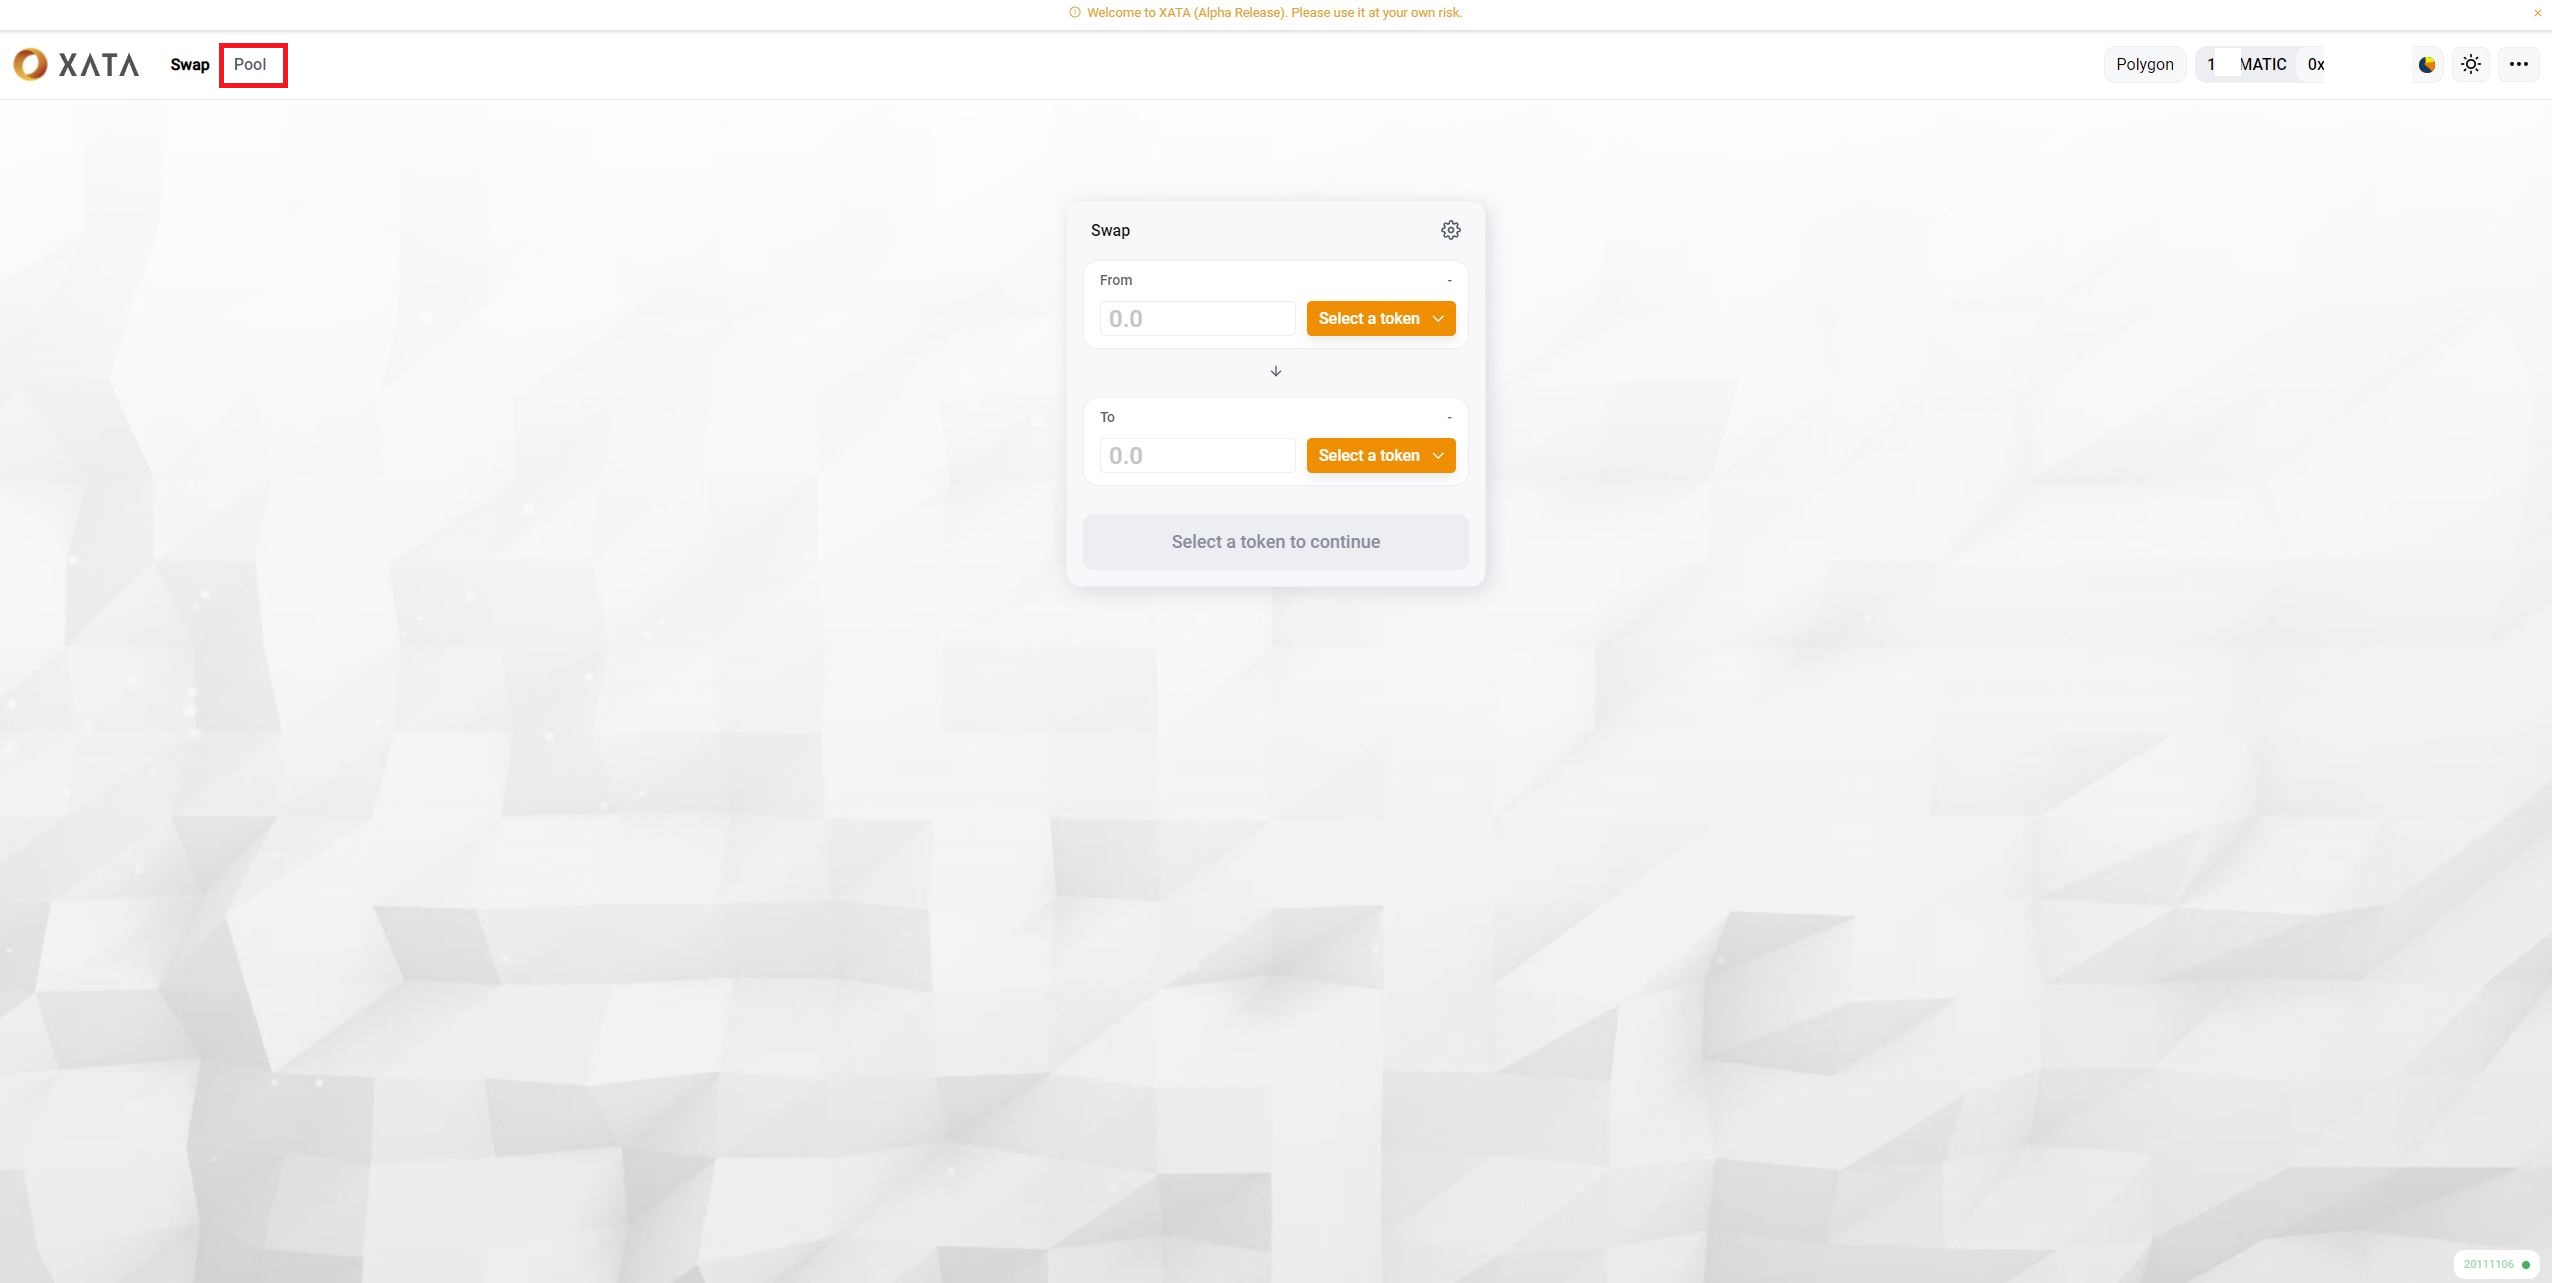 Welcome to XATA (Alpha Release). Please use it at your own risk.
XATA Swap Pool Polygon 1 MATIC 0x
Swap
From -
0.0 Select a token
To -
0.0 Select a token
Select a token to continue
20111106